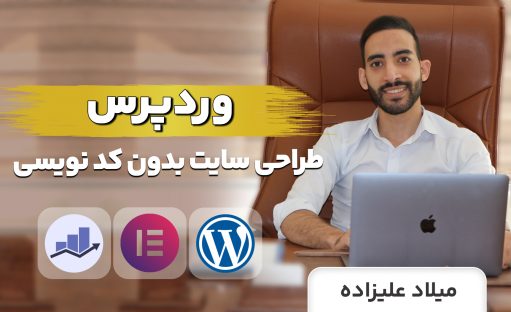 وردپرس
طراحی سایت بدون کد نویسی
میلاد علیزاده